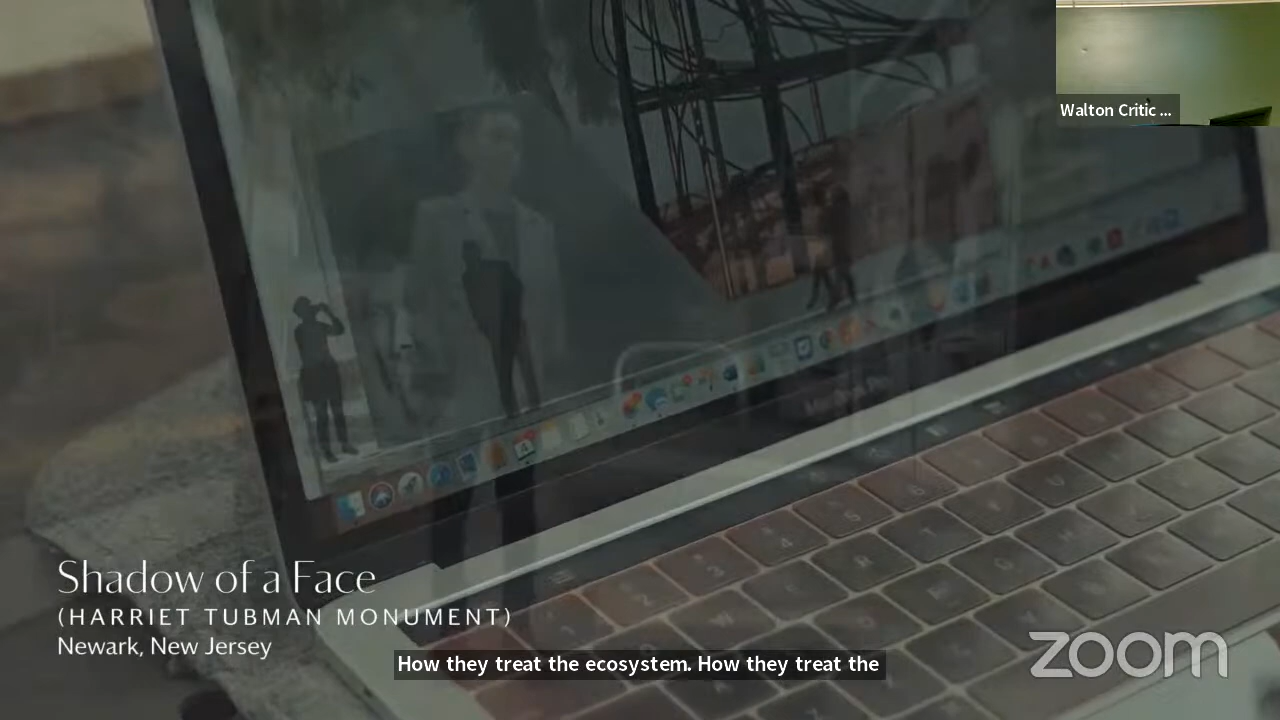 Walton Critic ...
Shadow of a Face
(HARRIET TUBMAN MONUMENT)
Newark, New Jersey
How they treat the ecosystem. How they treat the
zoom